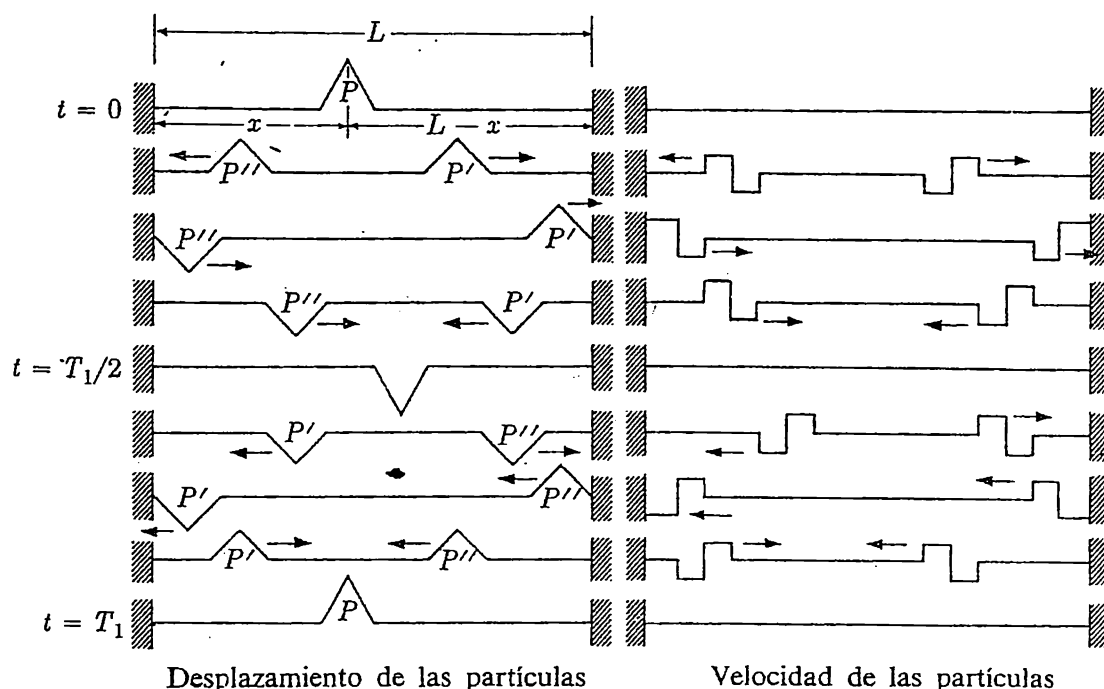 L
P
t = 0
x L − x
P″ P′
P″ P′
P″ P′
t = T₁/2
P′ P″
P′ P″
P′ P″
P
t = T₁
Desplazamiento de las partículas Velocidad de las partículas